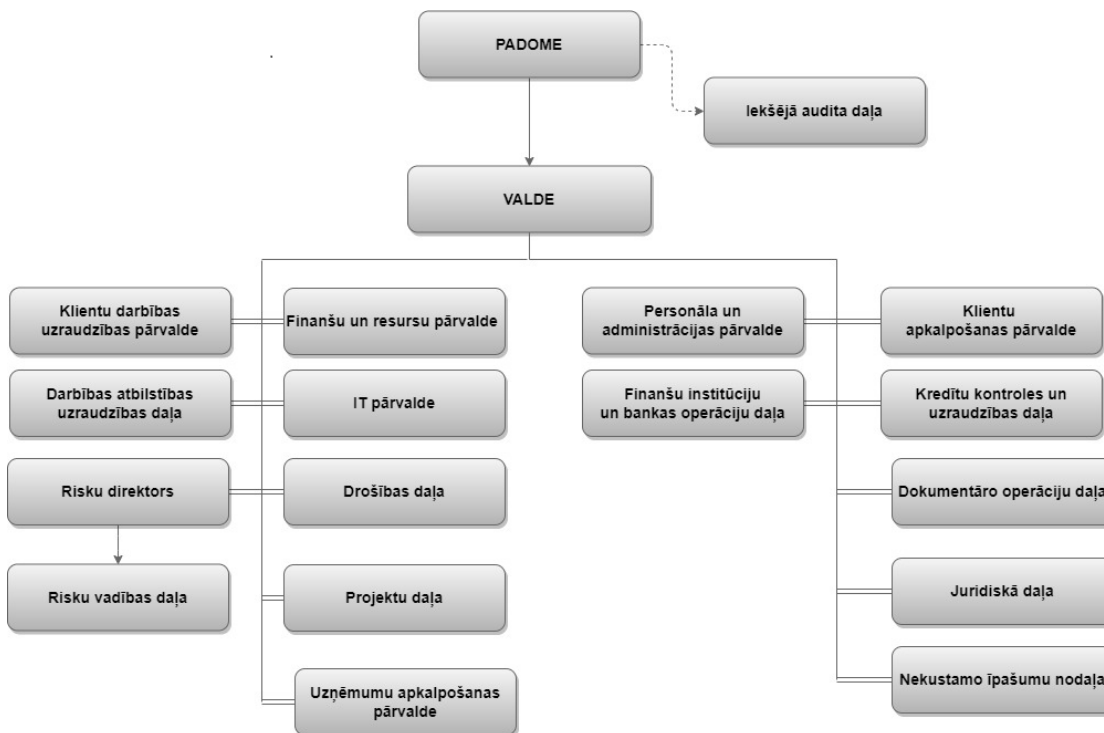 PADOME
Iekšējā audita daļa
VALDE
Klientu darbības
uzraudzības pārvalde
Finanšu un resursu pārvalde
Personāla un
administrācijas pārvalde
Klientu
apkalpošanas pārvalde
Darbības atbilstības
uzraudzības daļa
IT pārvalde
Finanšu institūciju
un bankas operāciju daļa
Kredītu kontroles un
uzraudzības daļa
Risku direktors
Drošības daļa
Dokumentāro operāciju daļa
Risku vadības daļa
Projektu daļa
Juridiskā daļa
Uzņēmumu apkalpošanas
pārvalde
Nekustamo īpašumu nodaļa